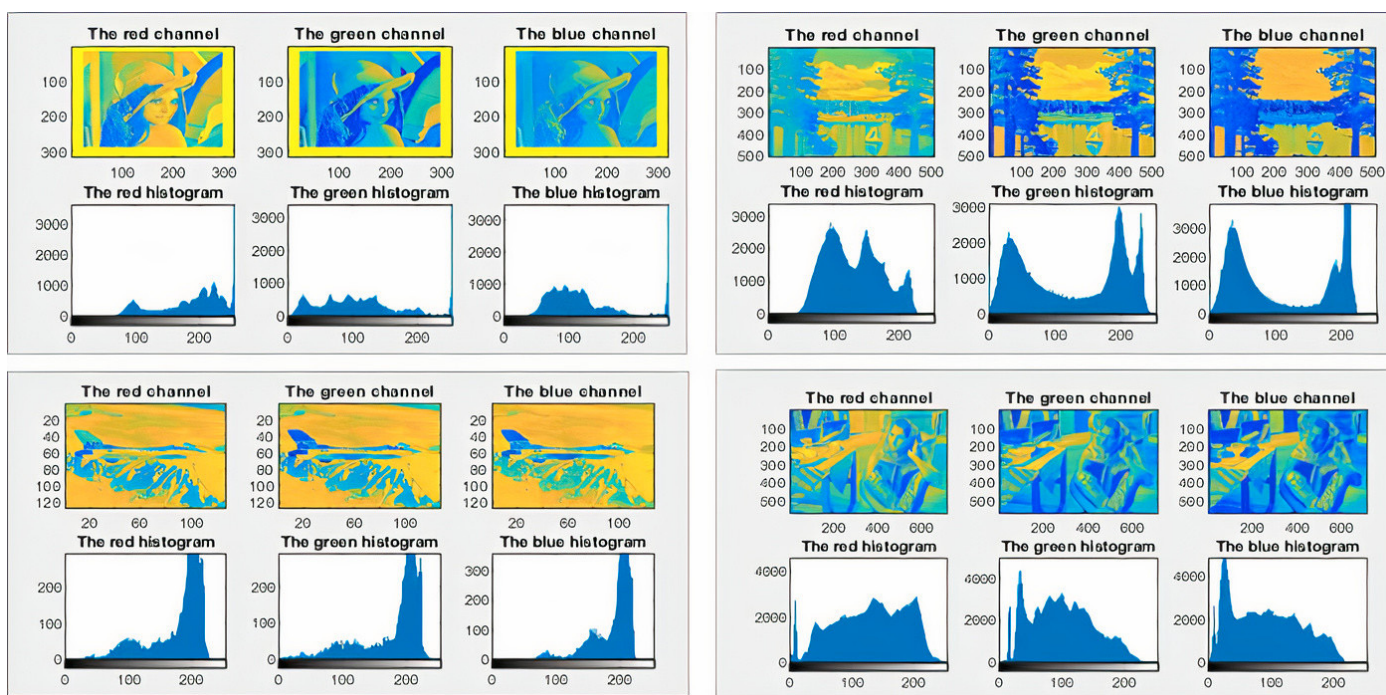 The red channel The green channel The blue channel
100 100 100
200 200 200
300 300 300
100 200 300 100 200 300 100 200 300
The red histogram The green histogram The blue histogram
3000 3000 3000
2000 2000 2000
1000 1000 1000
0 0 0
0 100 200 0 100 200 0 100 200
The red channel The green channel The blue channel
100 100 100
200 200 200
300 300 300
400 400 400
500 500 500
100 200 300 400 500 100 200 300 400 500 100 200 300 400 500
The red histogram The green histogram The blue histogram
3000 3000 3000
2000 2000 2000
1000 1000 1000
0 0 0
0 100 200 0 100 200 0 100 200
The red channel The green channel The blue channel
20 20 20
40 40 40
60 60 60
80 80 80
100 100 100
120 120 120
20 60 100 20 60 100 20 60 100
The red histogram The green histogram The blue histogram
300
200 200 200
100 100 100
0 0 0
0 100 200 0 100 200 0 100 200
The red channel The green channel The blue channel
100 100 100
200 200 200
300 300 300
400 400 400
500 500 500
200 400 600 200 400 600 200 400 600
The red histogram The green histogram The blue histogram
4000 4000 4000
2000 2000 2000
0 0 0
0 100 200 0 100 200 0 100 200